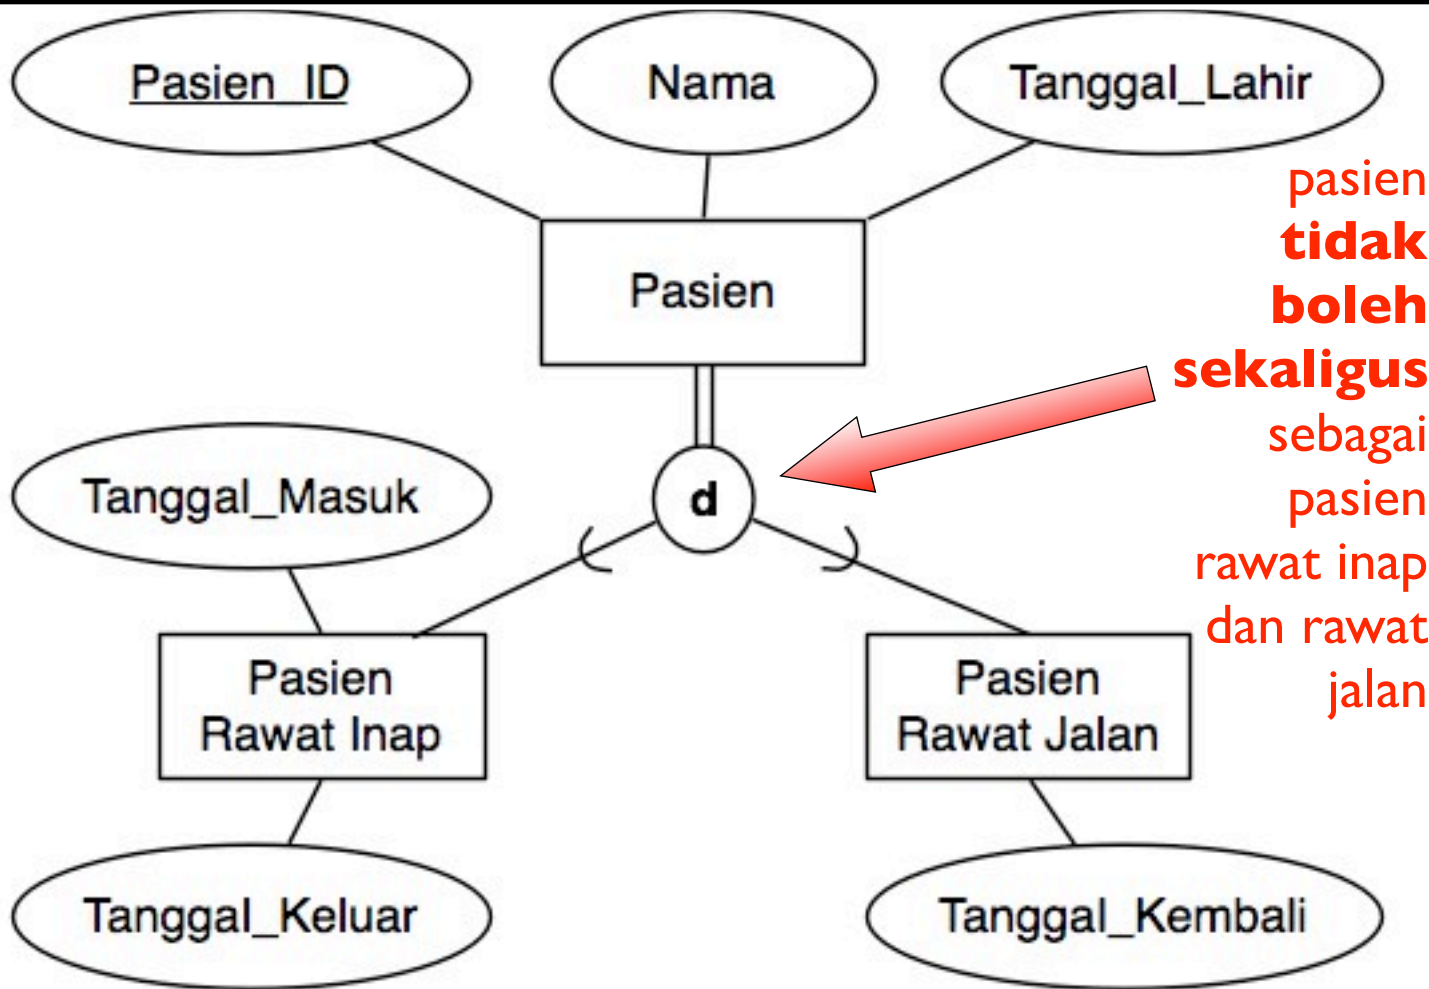 Pasien_ID
Nama
Tanggal_Lahir
pasien
tidak
boleh
sekaligus
sebagai
pasien
rawat inap
dan rawat
jalan
Pasien
d
Tanggal_Masuk
Pasien
Rawat Inap
Pasien
Rawat Jalan
Tanggal_Keluar
Tanggal_Kembali